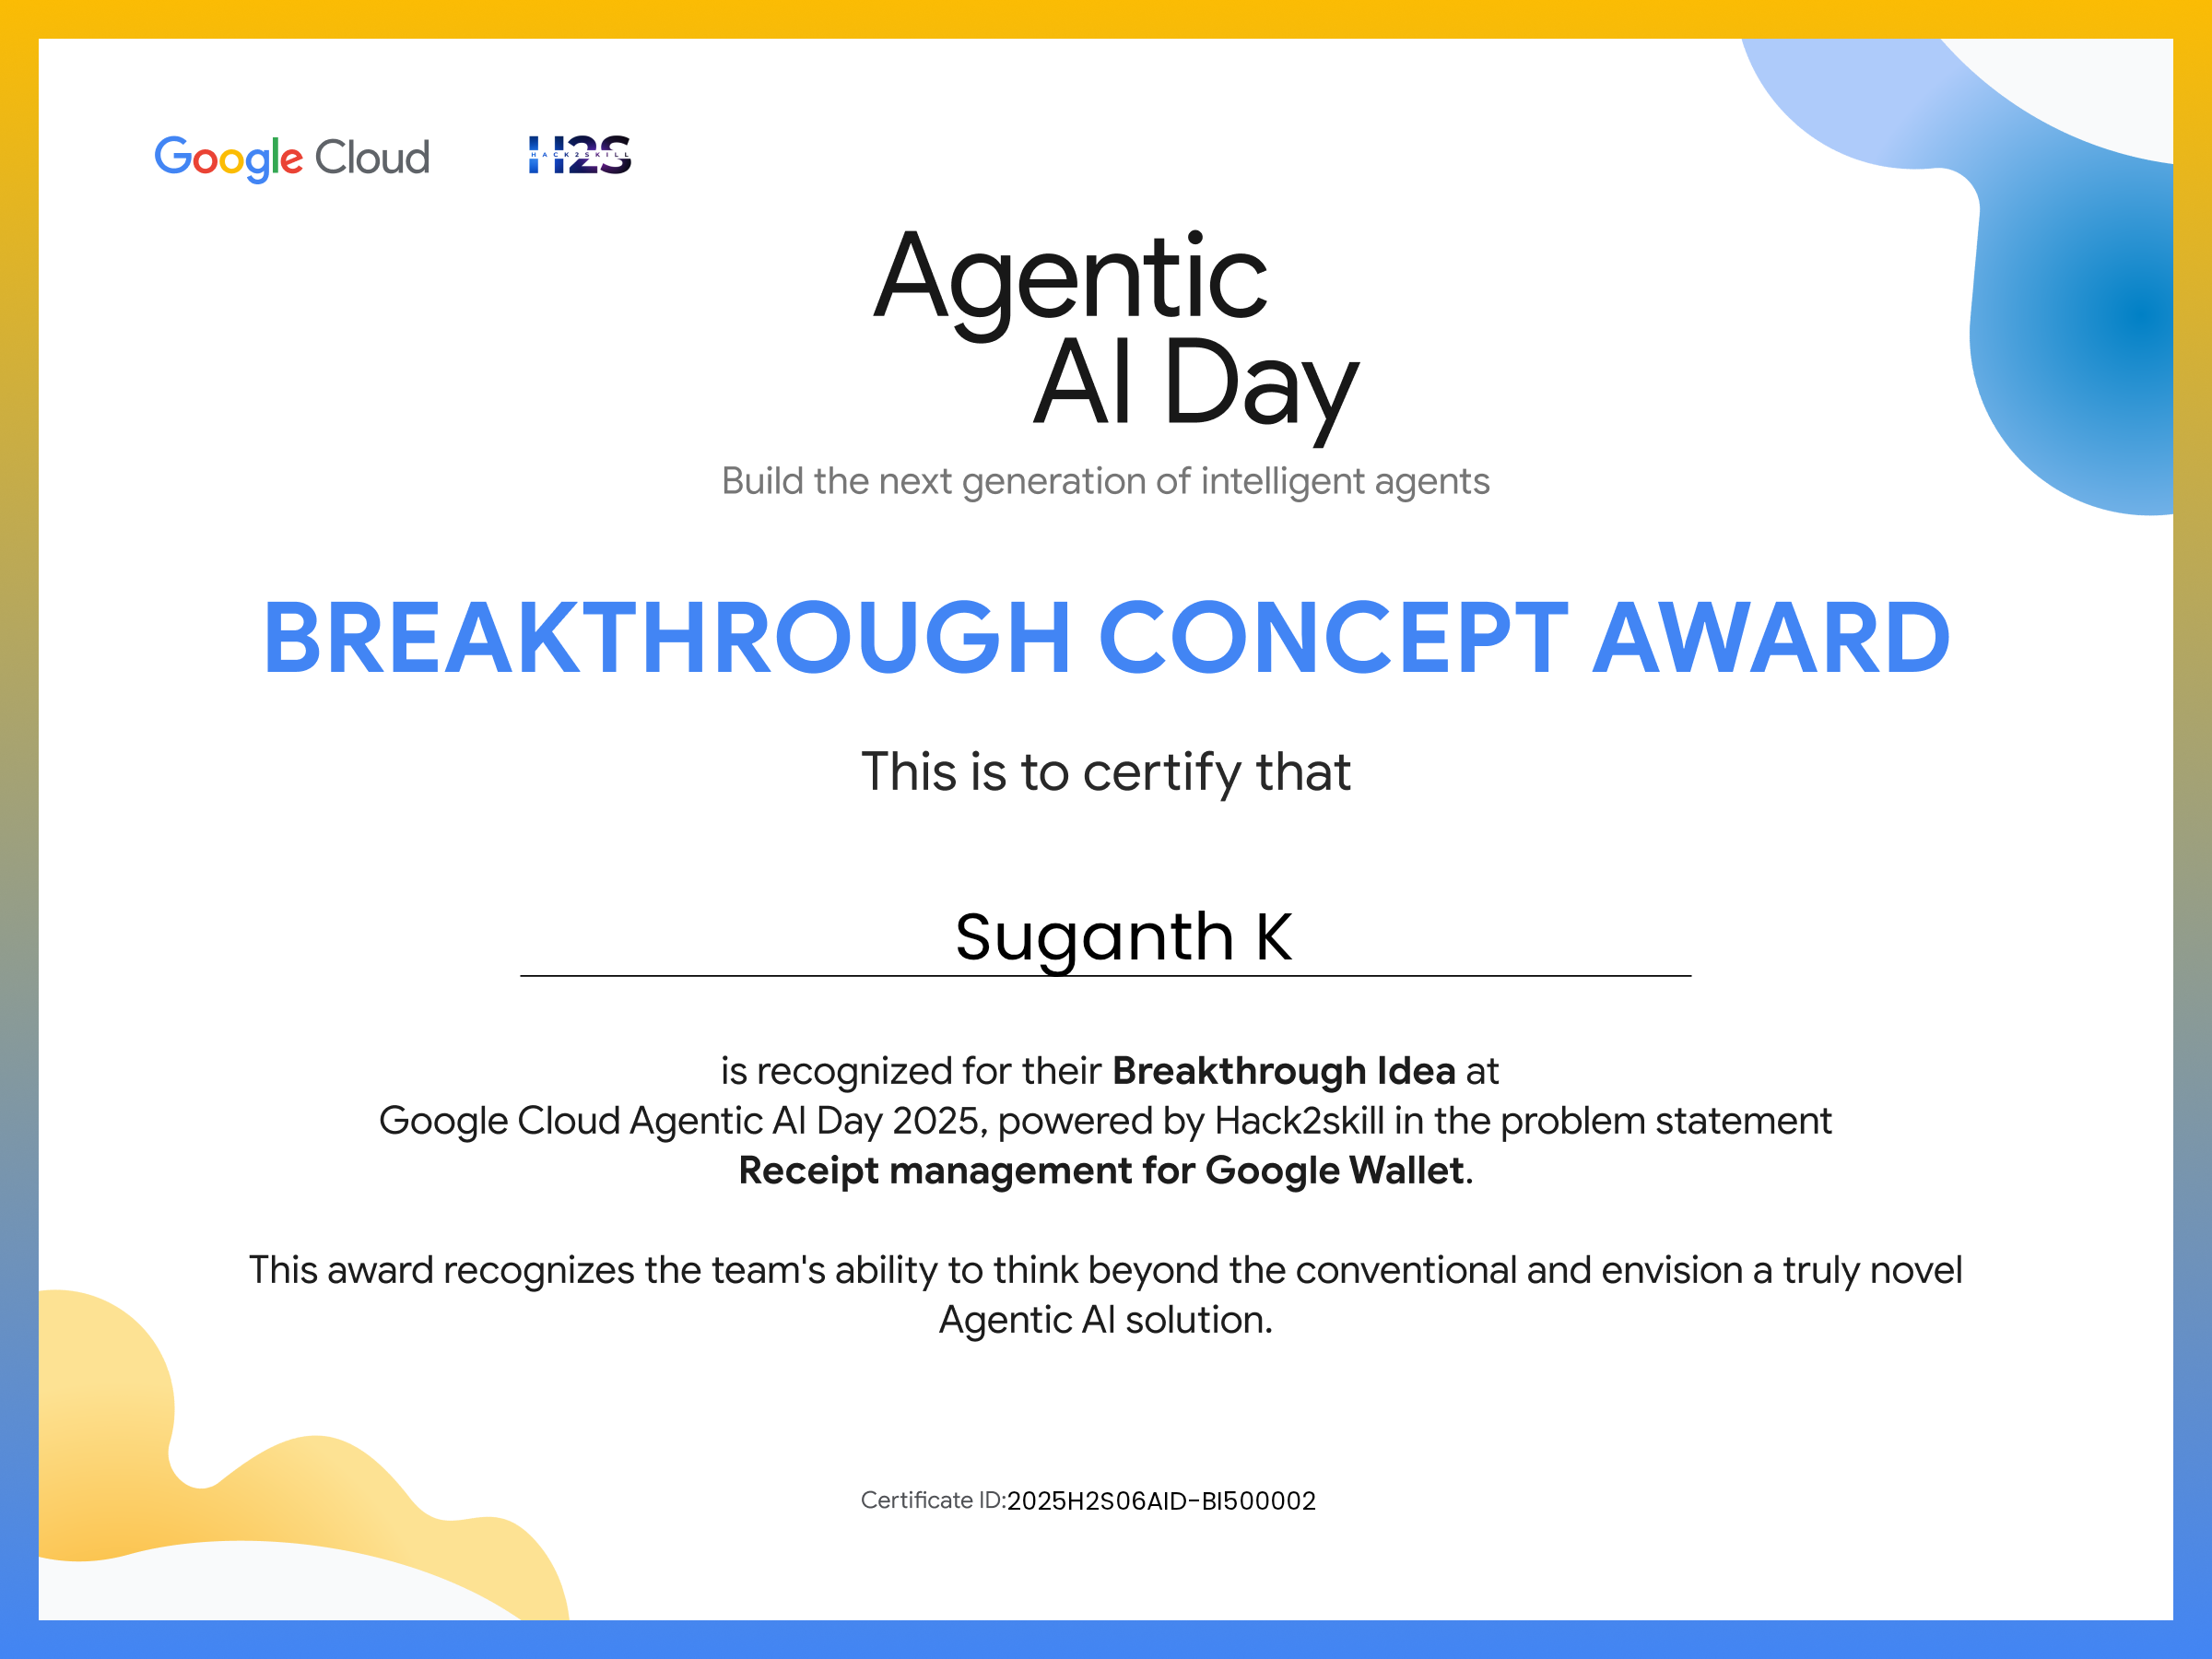 Google Cloud
H2S
HACK2SKILL
Agentic
AI Day
Build the next generation of intelligent agents
BREAKTHROUGH CONCEPT AWARD
This is to certify that
Suganth K
is recognized for their Breakthrough Idea at
Google Cloud Agentic AI Day 2025, powered by Hack2skill in the problem statement
Receipt management for Google Wallet.
This award recognizes the team's ability to think beyond the conventional and envision a truly novel
Agentic AI solution.
Certificate ID:2025H2S06AID-BI500002